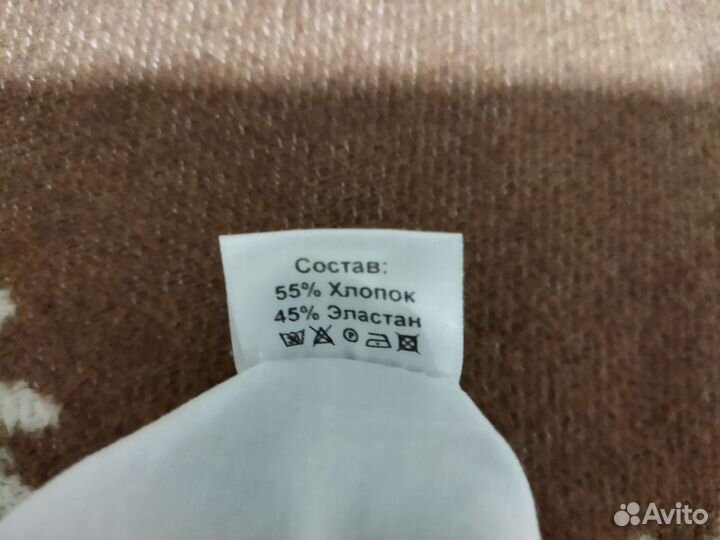 Состав:
55% Хлопок
45% Эластан
P
Avito